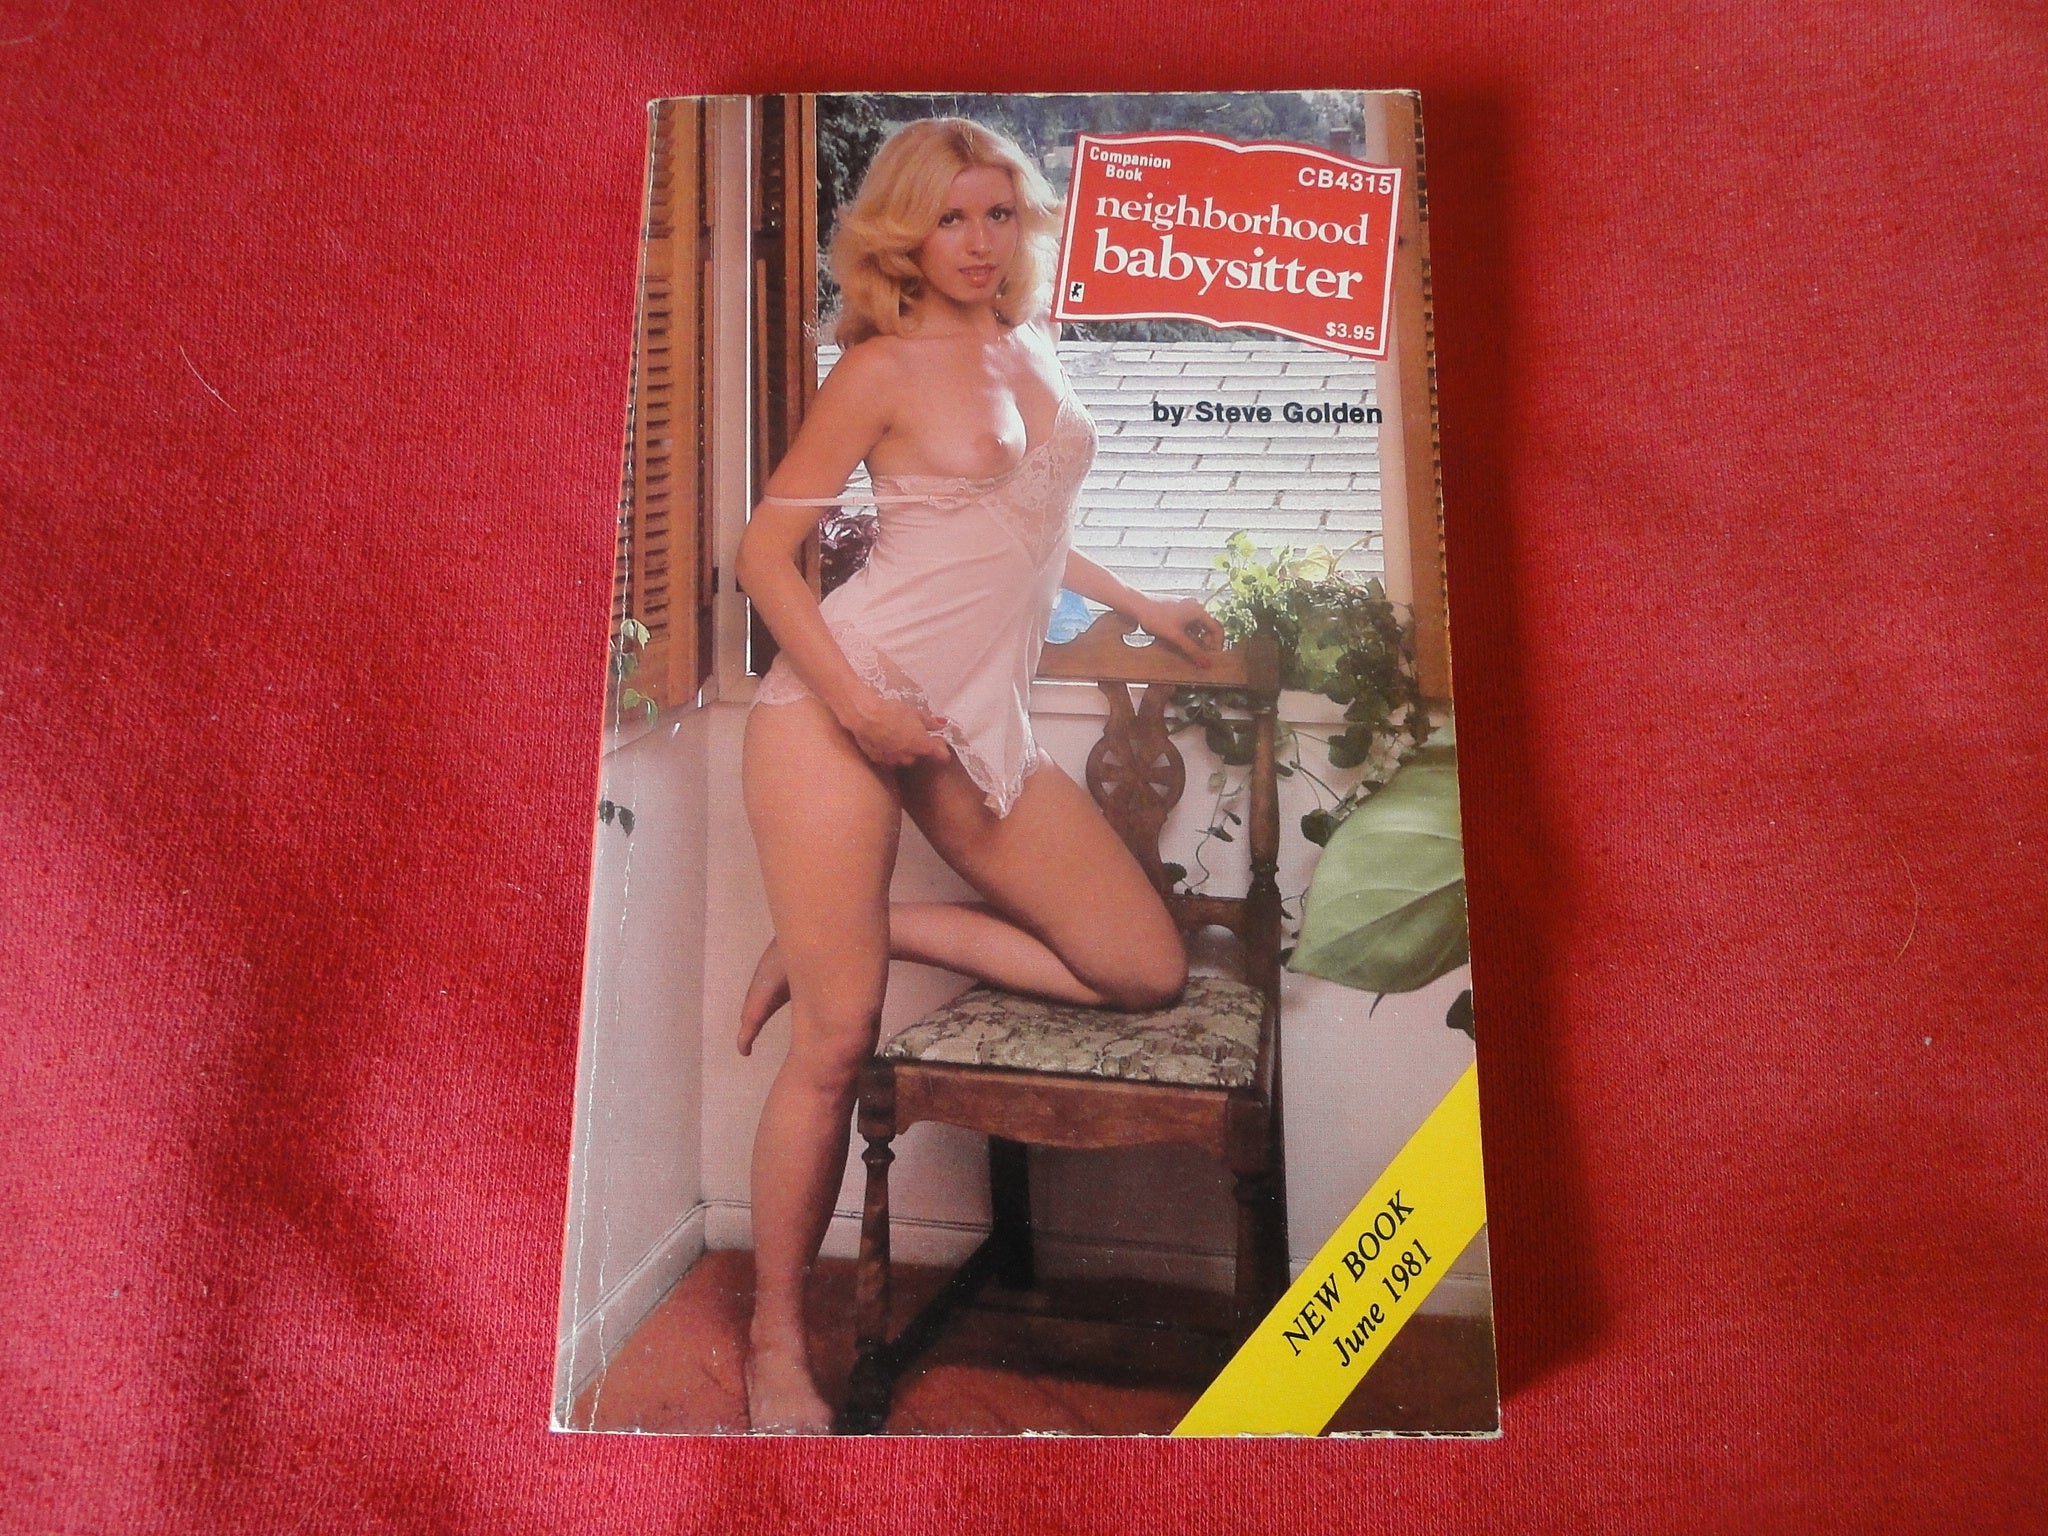 Companion
Book
CB4315
neighborhood
babysitter
$3.95
by Steve Golden
NEW BOOK
June 1981